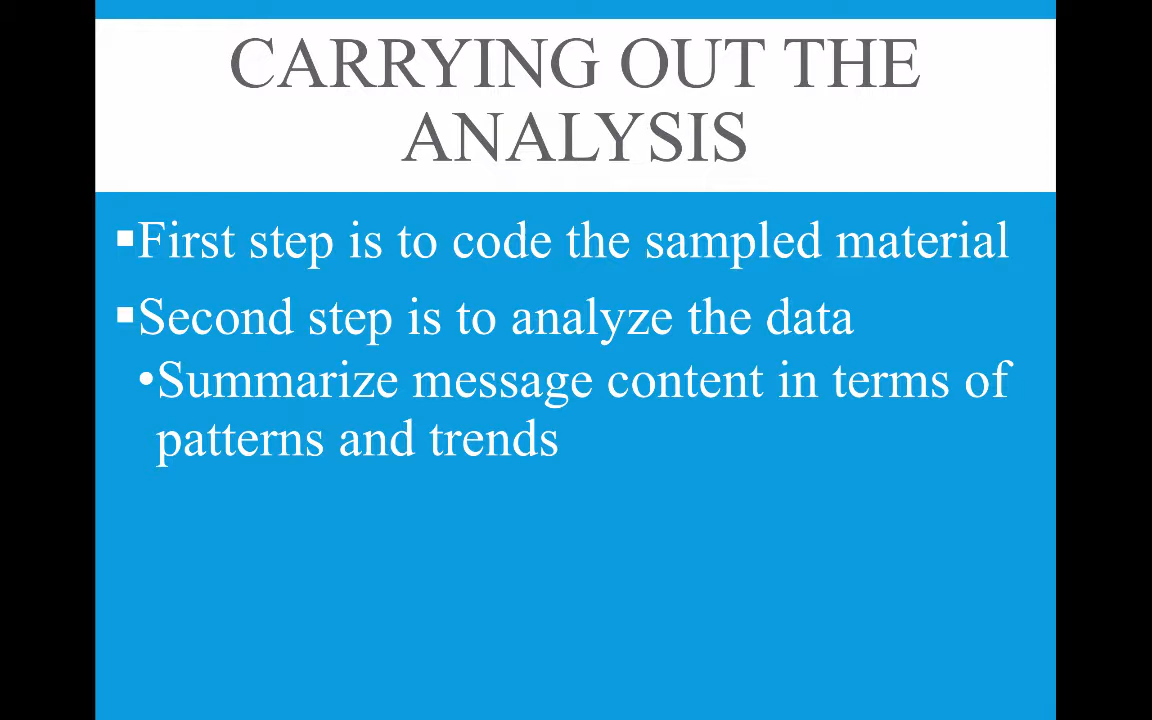 CARRYING OUT THE
ANALYSIS
▪First step is to code the sampled material
▪Second step is to analyze the data
•Summarize message content in terms of
patterns and trends